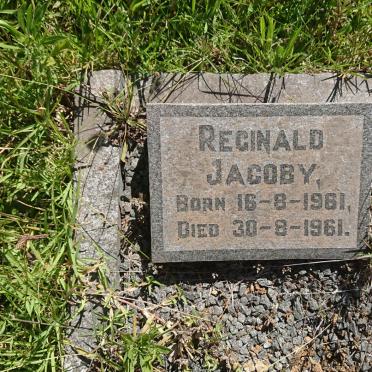 REGINALD
JACOBY,
BORN 16-8-1961,
DIED 30-8-1961.